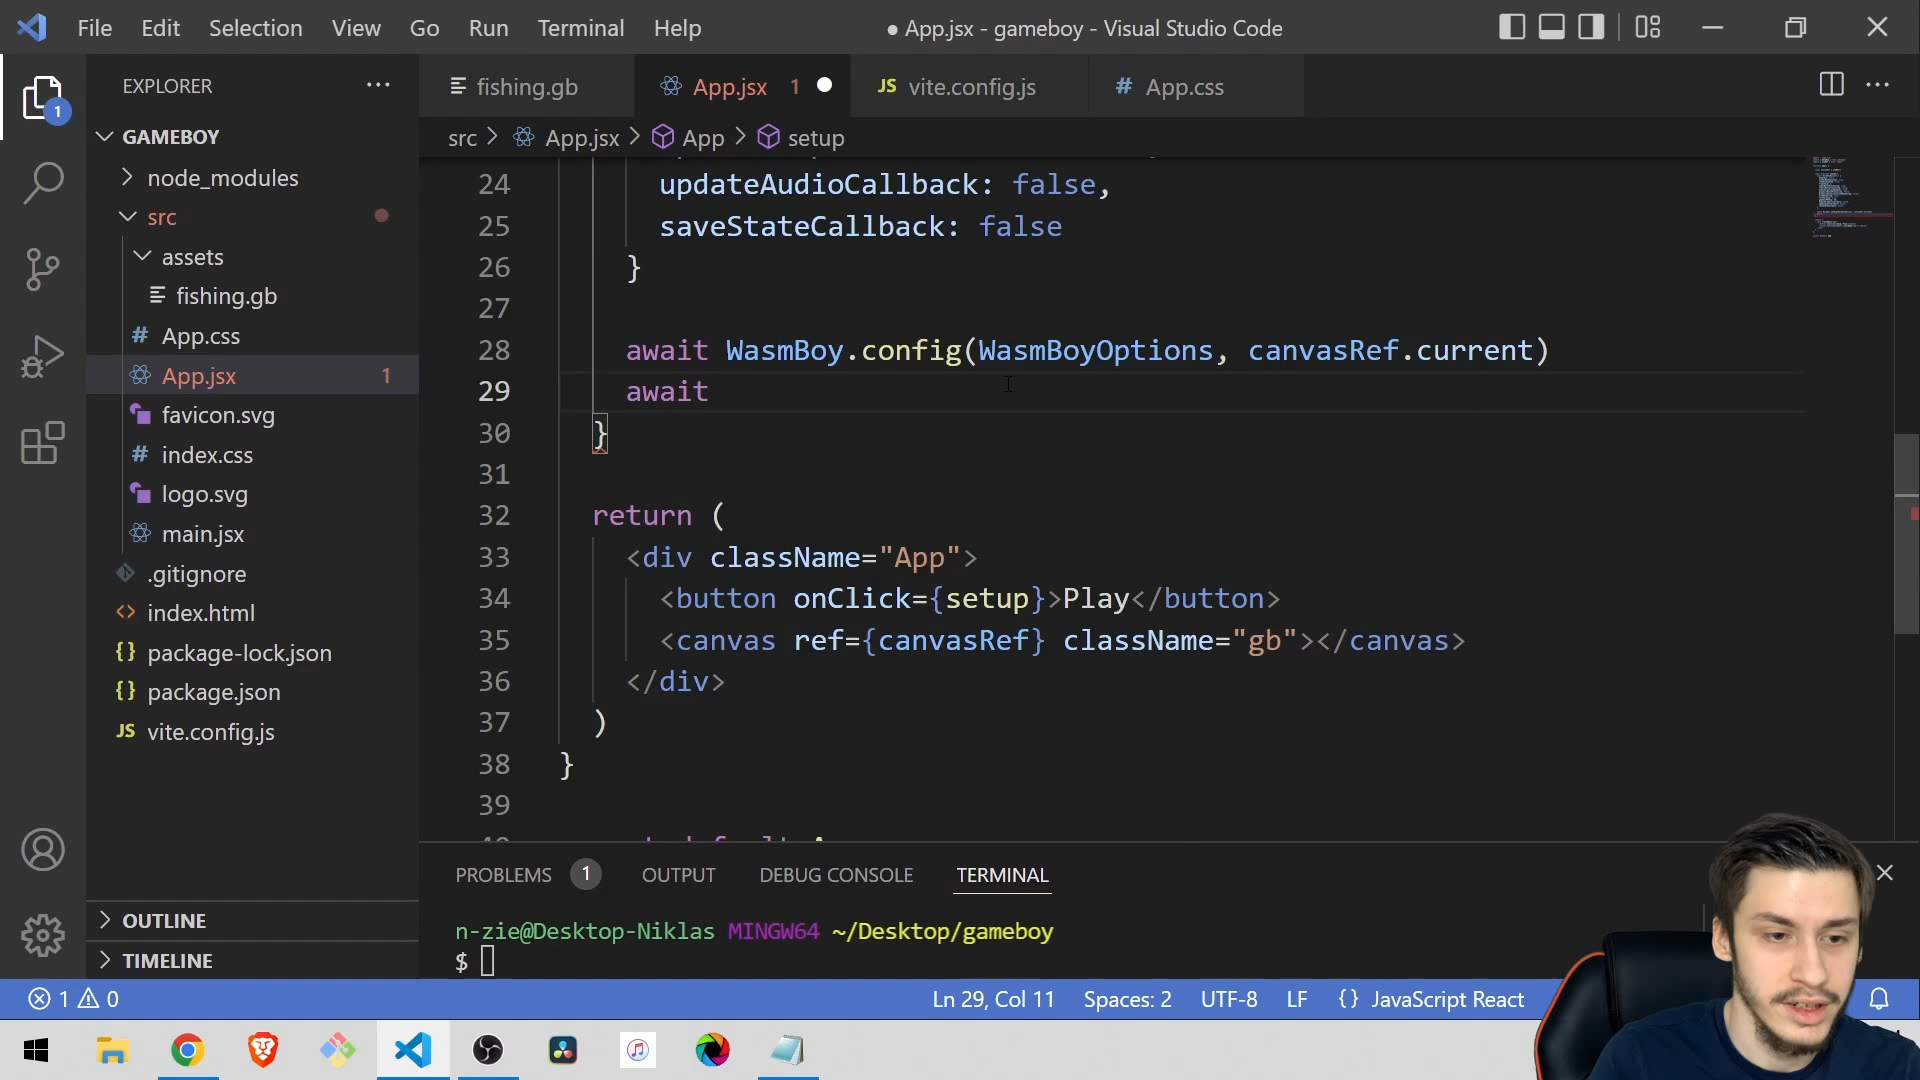 File Edit Selection View Go Run Terminal Help
● App.jsx - gameboy - Visual Studio Code
EXPLORER
fishing.gb
App.jsx 1
JS vite.config.js
# App.css
1
GAMEBOY
src > App.jsx > App > setup
node_modules
src
assets
fishing.gb
# App.css
App.jsx 1
favicon.svg
# index.css
logo.svg
main.jsx
.gitignore
<> index.html
{} package-lock.json
{} package.json
JS vite.config.js
OUTLINE
TIMELINE
24 updateAudioCallback: false,
25 saveStateCallback: false
26 }
27
28 await WasmBoy.config(WasmBoyOptions, canvasRef.current)
29 await
30 }
31
32 return (
33 <div className="App">
34 <button onClick={setup}>Play</button>
35 <canvas ref={canvasRef} className="gb"></canvas>
36 </div>
37 )
38 }
39
PROBLEMS 1 OUTPUT DEBUG CONSOLE TERMINAL
n-zie@Desktop-Niklas MINGW64 ~/Desktop/gameboy
$
1 0
Ln 29, Col 11 Spaces: 2 UTF-8 LF {} JavaScript React